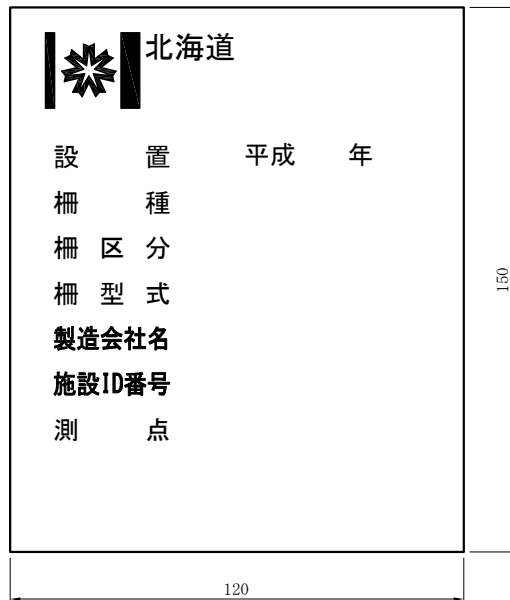 北海道
設置 平成 年
柵種
柵区分
柵型式
製造会社名
施設ID番号
測点
150
120